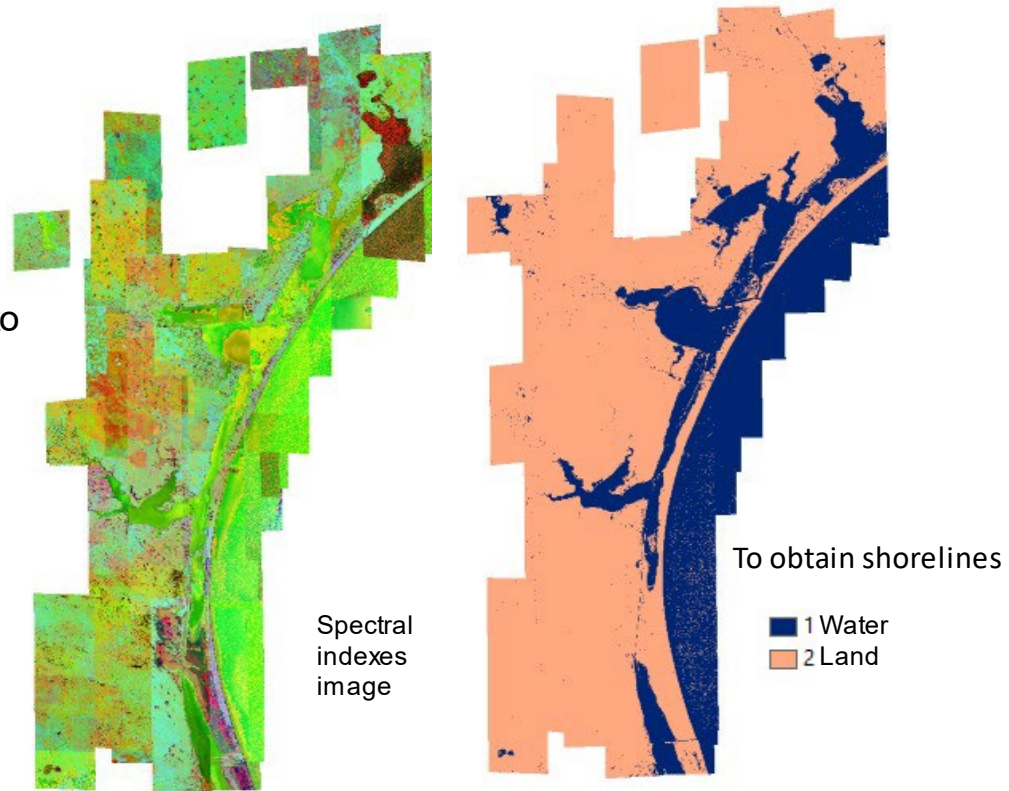 o
Spectral
indexes
image
To obtain shorelines
1 Water
2 Land